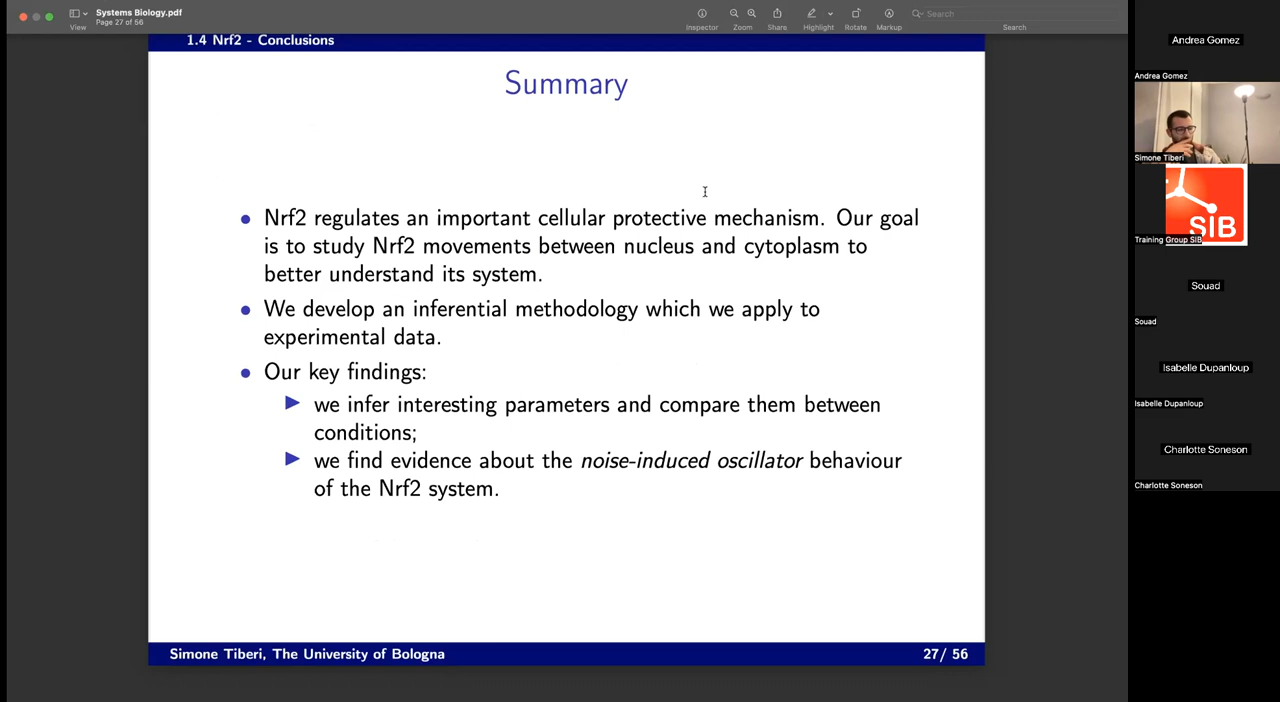 Systems Biology.pdf
Page 27 of 56
View
Inspector
Zoom
Share
Highlight
Rotate
Markup
Search
Search
1.4 Nrf2 - Conclusions
Summary
• Nrf2 regulates an important cellular protective mechanism. Our goal
is to study Nrf2 movements between nucleus and cytoplasm to
better understand its system.
• We develop an inferential methodology which we apply to
experimental data.
• Our key findings:
▶ we infer interesting parameters and compare them between
conditions;
▶ we find evidence about the noise-induced oscillator behaviour
of the Nrf2 system.
Simone Tiberi, The University of Bologna
27/ 56
Andrea Gomez
Andrea Gomez
Simone Tiberi
SIB
Training Group SIB
Souad
Souad
Isabelle Dupanloup
Isabelle Dupanloup
Charlotte Soneson
Charlotte Soneson